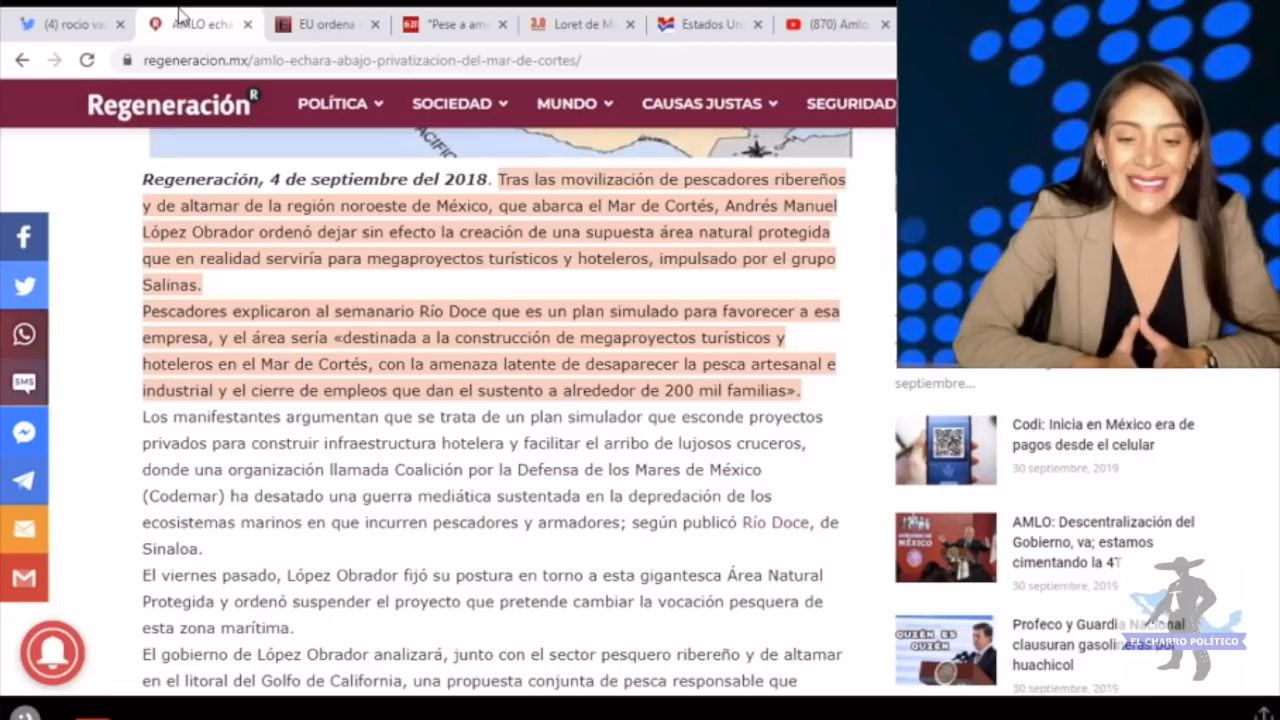 (4) rocio va
AMLO echa
EU ordena
"Pese a am
Loret de M
Estados Un
(870) Amlo
regeneracion.mx/amlo-echara-abajo-privatizacion-del-mar-de-cortes/
Regeneración R
POLÍTICA
SOCIEDAD
MUNDO
CAUSAS JUSTAS
SEGURIDAD
PACIFIC
Regeneración, 4 de septiembre del 2018. Tras las movilización de pescadores ribereños
y de altamar de la región noroeste de México, que abarca el Mar de Cortés, Andrés Manuel
López Obrador ordenó dejar sin efecto la creación de una supuesta área natural protegida
que en realidad serviría para megaproyectos turísticos y hoteleros, impulsado por el grupo
Salinas.
Pescadores explicaron al semanario Río Doce que es un plan simulado para favorecer a esa
empresa, y el área sería «destinada a la construcción de megaproyectos turísticos y
hoteleros en el Mar de Cortés, con la amenaza latente de desaparecer la pesca artesanal e
industrial y el cierre de empleos que dan el sustento a alrededor de 200 mil familias».
Los manifestantes argumentan que se trata de un plan simulador que esconde proyectos
privados para construir infraestructura hotelera y facilitar el arribo de lujosos cruceros,
donde una organización llamada Coalición por la Defensa de los Mares de México
(Codemar) ha desatado una guerra mediática sustentada en la depredación de los
ecosistemas marinos en que incurren pescadores y armadores; según publicó Río Doce, de
Sinaloa.
El viernes pasado, López Obrador fijó su postura en torno a esta gigantesca Área Natural
Protegida y ordenó suspender el proyecto que pretende cambiar la vocación pesquera de
esta zona marítima.
El gobierno de López Obrador analizará, junto con el sector pesquero ribereño y de altamar
en el litoral del Golfo de California, una propuesta conjunta de pesca responsable que
SMS
septiembre...
Codi: Inicia en México era de
pagos desde el celular
30 septiembre, 2019
GOBIERNO DE
MÉXICO
AMLO: Descentralización del
Gobierno, va; estamos
cimentando la 4T
30 septiembre, 2019
QUIÉN ES
QUIÉN
Profeco y Guardia Nacional
clausuran gasolineras por
huachicol
30 septiembre, 2019
EL CHARRO POLÍTICO